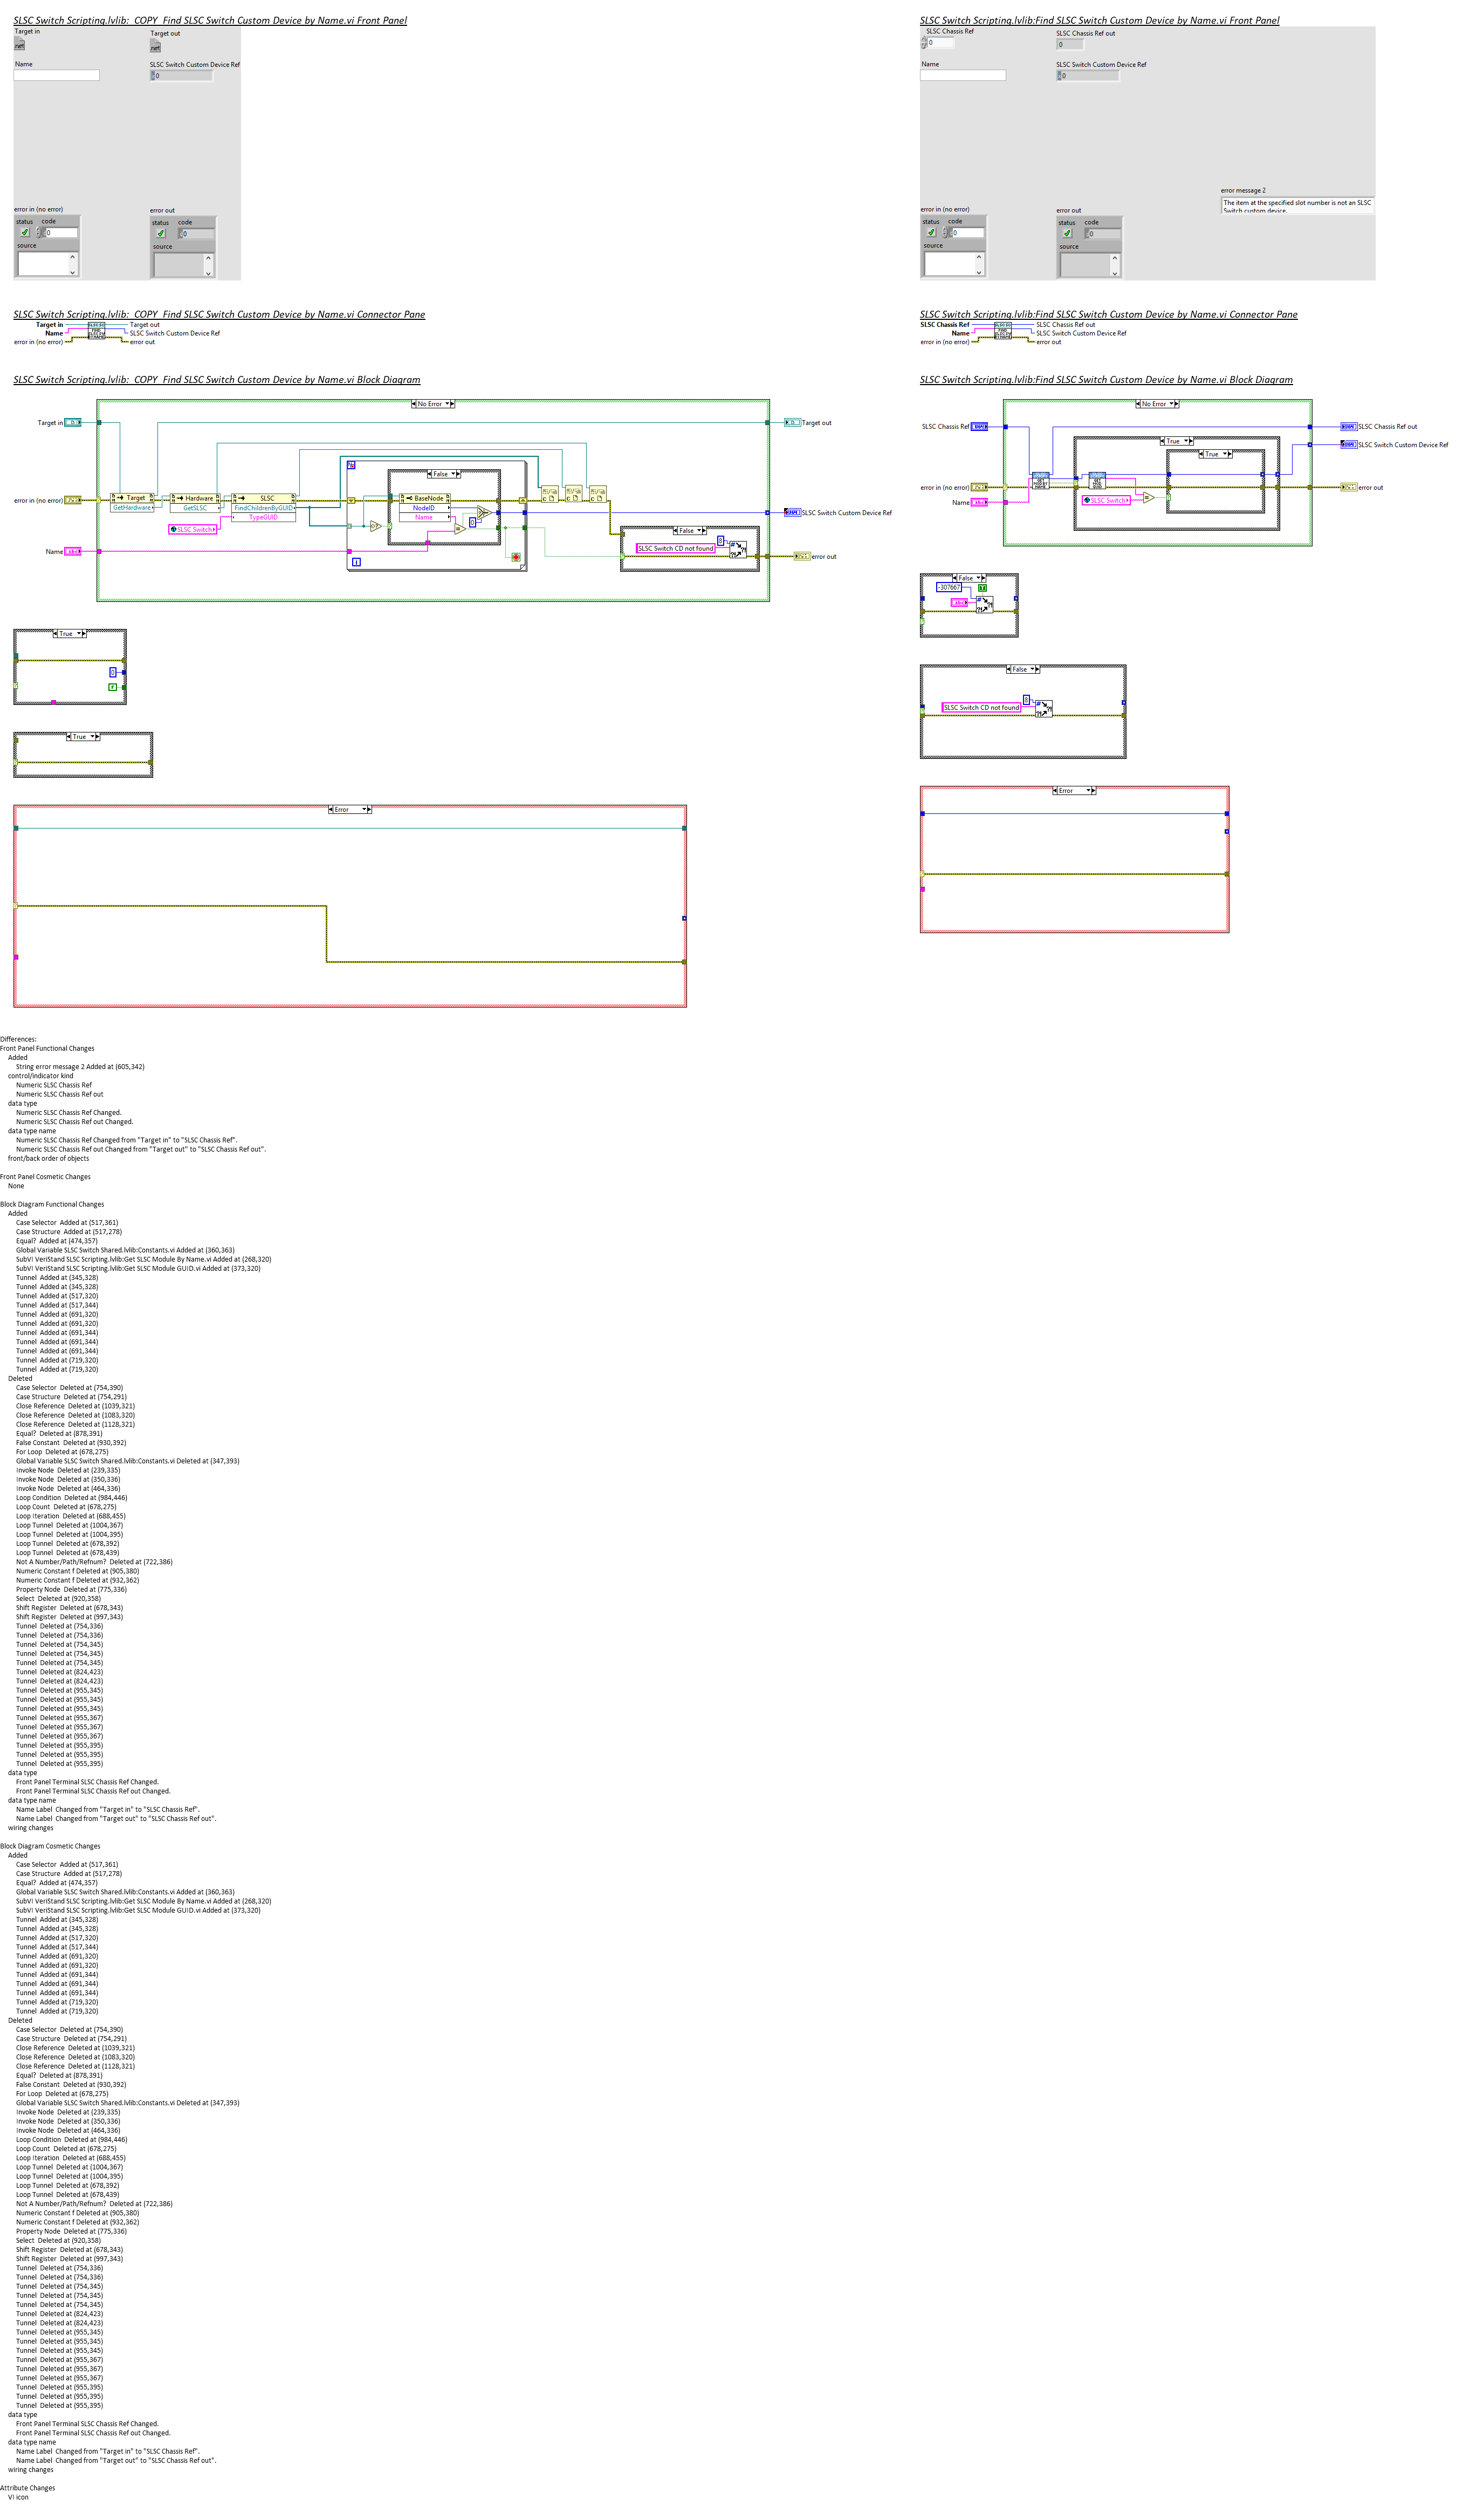 SLSC Switch Scripting.lvlib:  COPY  Find SLSC Switch Custom Device by Name.vi Front Panel
Target in
Target out
Name
SLSC Switch Custom Device Ref
0
error in (no error)
error out
status code
0
source
status code
0
source
SLSC Switch Scripting.lvlib:Find SLSC Switch Custom Device by Name.vi Front Panel
SLSC Chassis Ref
0
SLSC Chassis Ref out
0
Name
SLSC Switch Custom Device Ref
0
error message 2
The item at the specified slot number is not an SLSC
Switch custom device.
error in (no error)
error out
status code
0
source
status code
0
source
SLSC Switch Scripting.lvlib:  COPY  Find SLSC Switch Custom Device by Name.vi Connector Pane
Target in
Target out
Name
SLSC Switch Custom Device Ref
error in (no error)
error out
SLSC Switch Scripting.lvlib:Find SLSC Switch Custom Device by Name.vi Connector Pane
SLSC Chassis Ref
SLSC Chassis Ref out
Name
SLSC Switch Custom Device Ref
error in (no error)
error out
SLSC Switch Scripting.lvlib:  COPY  Find SLSC Switch Custom Device by Name.vi Block Diagram
No Error
Target in
Target out
False
error in (no error)
Target
GetHardware
Hardware
GetSLSC
SLSC
FindChildrenByGUID
TypeGUID
BaseNode
NodeID
Name
0
SLSC Switch
SLSC Switch Custom Device Ref
False
8
SLSC Switch CD not found
Name
i
error out
True
0
F
True
Error
SLSC Switch Scripting.lvlib:Find SLSC Switch Custom Device by Name.vi Block Diagram
No Error
SLSC Chassis Ref
SLSC Chassis Ref out
True
SLSC Switch Custom Device Ref
True
error in (no error)
error out
Name
SLSC Switch
False
-307667
False
8
SLSC Switch CD not found
Error
Differences:
Front Panel Functional Changes
Added
String error message 2 Added at (605,342)
control/indicator kind
Numeric SLSC Chassis Ref
Numeric SLSC Chassis Ref out
data type
Numeric SLSC Chassis Ref Changed.
Numeric SLSC Chassis Ref out Changed.
data type name
Numeric SLSC Chassis Ref Changed from "Target in" to "SLSC Chassis Ref".
Numeric SLSC Chassis Ref out Changed from "Target out" to "SLSC Chassis Ref out".
front/back order of objects
Front Panel Cosmetic Changes
None
Block Diagram Functional Changes
Added
Case Selector  Added at (517,361)
Case Structure  Added at (517,278)
Equal?  Added at (474,357)
Global Variable SLSC Switch Shared.lvlib:Constants.vi Added at (360,363)
SubVI VeriStand SLSC Scripting.lvlib:Get SLSC Module By Name.vi Added at (268,320)
SubVI VeriStand SLSC Scripting.lvlib:Get SLSC Module GUID.vi Added at (373,320)
Tunnel  Added at (345,328)
Tunnel  Added at (345,328)
Tunnel  Added at (517,320)
Tunnel  Added at (517,344)
Tunnel  Added at (691,320)
Tunnel  Added at (691,320)
Tunnel  Added at (691,344)
Tunnel  Added at (691,344)
Tunnel  Added at (691,344)
Tunnel  Added at (719,320)
Tunnel  Added at (719,320)
Deleted
Case Selector  Deleted at (754,390)
Case Structure  Deleted at (754,291)
Close Reference  Deleted at (1039,321)
Close Reference  Deleted at (1083,320)
Close Reference  Deleted at (1128,321)
Equal?  Deleted at (878,391)
False Constant  Deleted at (930,392)
For Loop  Deleted at (678,275)
Global Variable SLSC Switch Shared.lvlib:Constants.vi Deleted at (347,393)
Invoke Node  Deleted at (239,335)
Invoke Node  Deleted at (350,336)
Invoke Node  Deleted at (464,336)
Loop Condition  Deleted at (984,446)
Loop Count  Deleted at (678,275)
Loop Iteration  Deleted at (688,455)
Loop Tunnel  Deleted at (1004,367)
Loop Tunnel  Deleted at (1004,395)
Loop Tunnel  Deleted at (678,392)
Loop Tunnel  Deleted at (678,439)
Not A Number/Path/Refnum?  Deleted at (722,386)
Numeric Constant f Deleted at (905,380)
Numeric Constant f Deleted at (932,362)
Property Node  Deleted at (775,336)
Select  Deleted at (920,358)
Shift Register  Deleted at (678,343)
Shift Register  Deleted at (997,343)
Tunnel  Deleted at (754,336)
Tunnel  Deleted at (754,336)
Tunnel  Deleted at (754,345)
Tunnel  Deleted at (754,345)
Tunnel  Deleted at (754,345)
Tunnel  Deleted at (824,423)
Tunnel  Deleted at (824,423)
Tunnel  Deleted at (955,345)
Tunnel  Deleted at (955,345)
Tunnel  Deleted at (955,345)
Tunnel  Deleted at (955,367)
Tunnel  Deleted at (955,367)
Tunnel  Deleted at (955,367)
Tunnel  Deleted at (955,395)
Tunnel  Deleted at (955,395)
Tunnel  Deleted at (955,395)
data type
Front Panel Terminal SLSC Chassis Ref Changed.
Front Panel Terminal SLSC Chassis Ref out Changed.
data type name
Name Label  Changed from "Target in" to "SLSC Chassis Ref".
Name Label  Changed from "Target out" to "SLSC Chassis Ref out".
wiring changes
Block Diagram Cosmetic Changes
Added
Case Selector  Added at (517,361)
Case Structure  Added at (517,278)
Equal?  Added at (474,357)
Global Variable SLSC Switch Shared.lvlib:Constants.vi Added at (360,363)
SubVI VeriStand SLSC Scripting.lvlib:Get SLSC Module By Name.vi Added at (268,320)
SubVI VeriStand SLSC Scripting.lvlib:Get SLSC Module GUID.vi Added at (373,320)
Tunnel  Added at (345,328)
Tunnel  Added at (345,328)
Tunnel  Added at (517,320)
Tunnel  Added at (517,344)
Tunnel  Added at (691,320)
Tunnel  Added at (691,320)
Tunnel  Added at (691,344)
Tunnel  Added at (691,344)
Tunnel  Added at (691,344)
Tunnel  Added at (719,320)
Tunnel  Added at (719,320)
Deleted
Case Selector  Deleted at (754,390)
Case Structure  Deleted at (754,291)
Close Reference  Deleted at (1039,321)
Close Reference  Deleted at (1083,320)
Close Reference  Deleted at (1128,321)
Equal?  Deleted at (878,391)
False Constant  Deleted at (930,392)
For Loop  Deleted at (678,275)
Global Variable SLSC Switch Shared.lvlib:Constants.vi Deleted at (347,393)
Invoke Node  Deleted at (239,335)
Invoke Node  Deleted at (350,336)
Invoke Node  Deleted at (464,336)
Loop Condition  Deleted at (984,446)
Loop Count  Deleted at (678,275)
Loop Iteration  Deleted at (688,455)
Loop Tunnel  Deleted at (1004,367)
Loop Tunnel  Deleted at (1004,395)
Loop Tunnel  Deleted at (678,392)
Loop Tunnel  Deleted at (678,439)
Not A Number/Path/Refnum?  Deleted at (722,386)
Numeric Constant f Deleted at (905,380)
Numeric Constant f Deleted at (932,362)
Property Node  Deleted at (775,336)
Select  Deleted at (920,358)
Shift Register  Deleted at (678,343)
Shift Register  Deleted at (997,343)
Tunnel  Deleted at (754,336)
Tunnel  Deleted at (754,336)
Tunnel  Deleted at (754,345)
Tunnel  Deleted at (754,345)
Tunnel  Deleted at (754,345)
Tunnel  Deleted at (824,423)
Tunnel  Deleted at (824,423)
Tunnel  Deleted at (955,345)
Tunnel  Deleted at (955,345)
Tunnel  Deleted at (955,345)
Tunnel  Deleted at (955,367)
Tunnel  Deleted at (955,367)
Tunnel  Deleted at (955,367)
Tunnel  Deleted at (955,395)
Tunnel  Deleted at (955,395)
Tunnel  Deleted at (955,395)
data type
Front Panel Terminal SLSC Chassis Ref Changed.
Front Panel Terminal SLSC Chassis Ref out Changed.
data type name
Name Label  Changed from "Target in" to "SLSC Chassis Ref".
Name Label  Changed from "Target out" to "SLSC Chassis Ref out".
wiring changes
Attribute Changes
VI icon